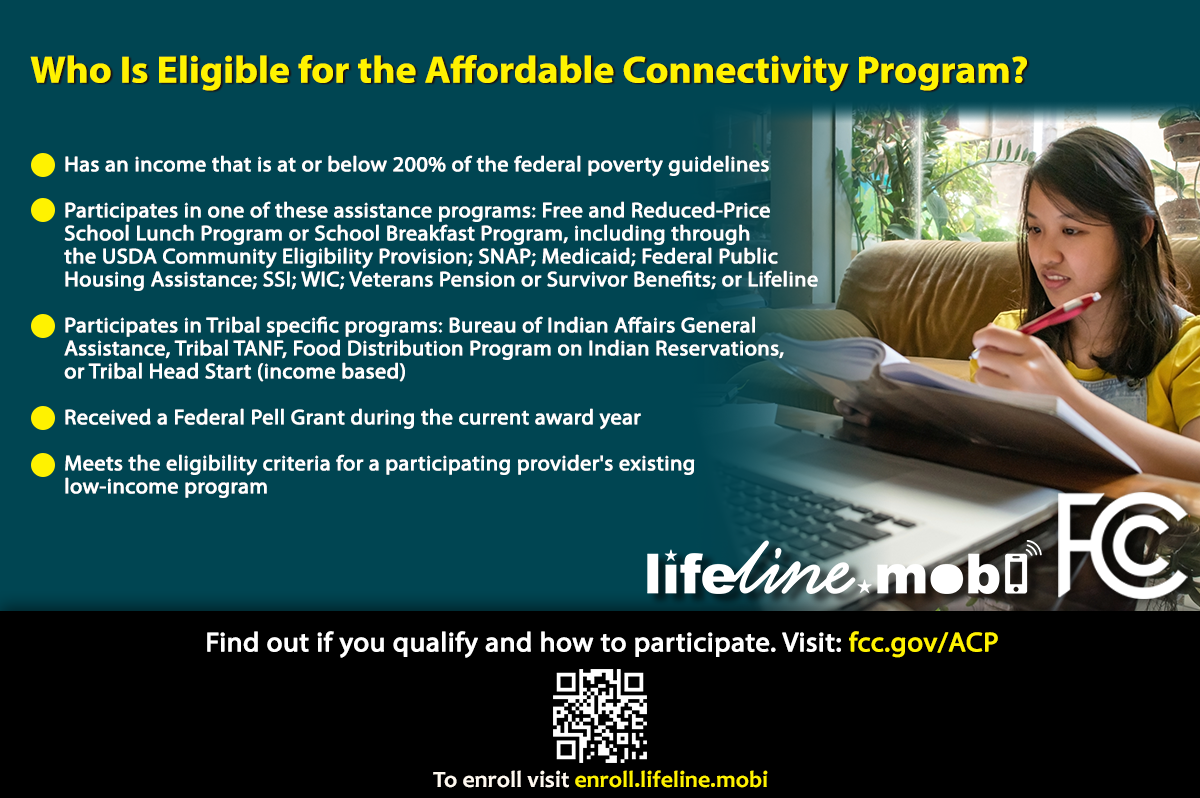 Who Is Eligible for the Affordable Connectivity Program?
Has an income that is at or below 200% of the federal poverty guidelines
Participates in one of these assistance programs: Free and Reduced-Price
School Lunch Program or School Breakfast Program, including through
the USDA Community Eligibility Provision; SNAP; Medicaid; Federal Public
Housing Assistance; SSI; WIC; Veterans Pension or Survivor Benefits; or Lifeline
Participates in Tribal specific programs: Bureau of Indian Affairs General
Assistance, Tribal TANF, Food Distribution Program on Indian Reservations,
or Tribal Head Start (income based)
Received a Federal Pell Grant during the current award year
Meets the eligibility criteria for a participating provider's existing
low-income program
lifeline.mobi
FCC
Find out if you qualify and how to participate. Visit: fcc.gov/ACP
To enroll visit enroll.lifeline.mobi